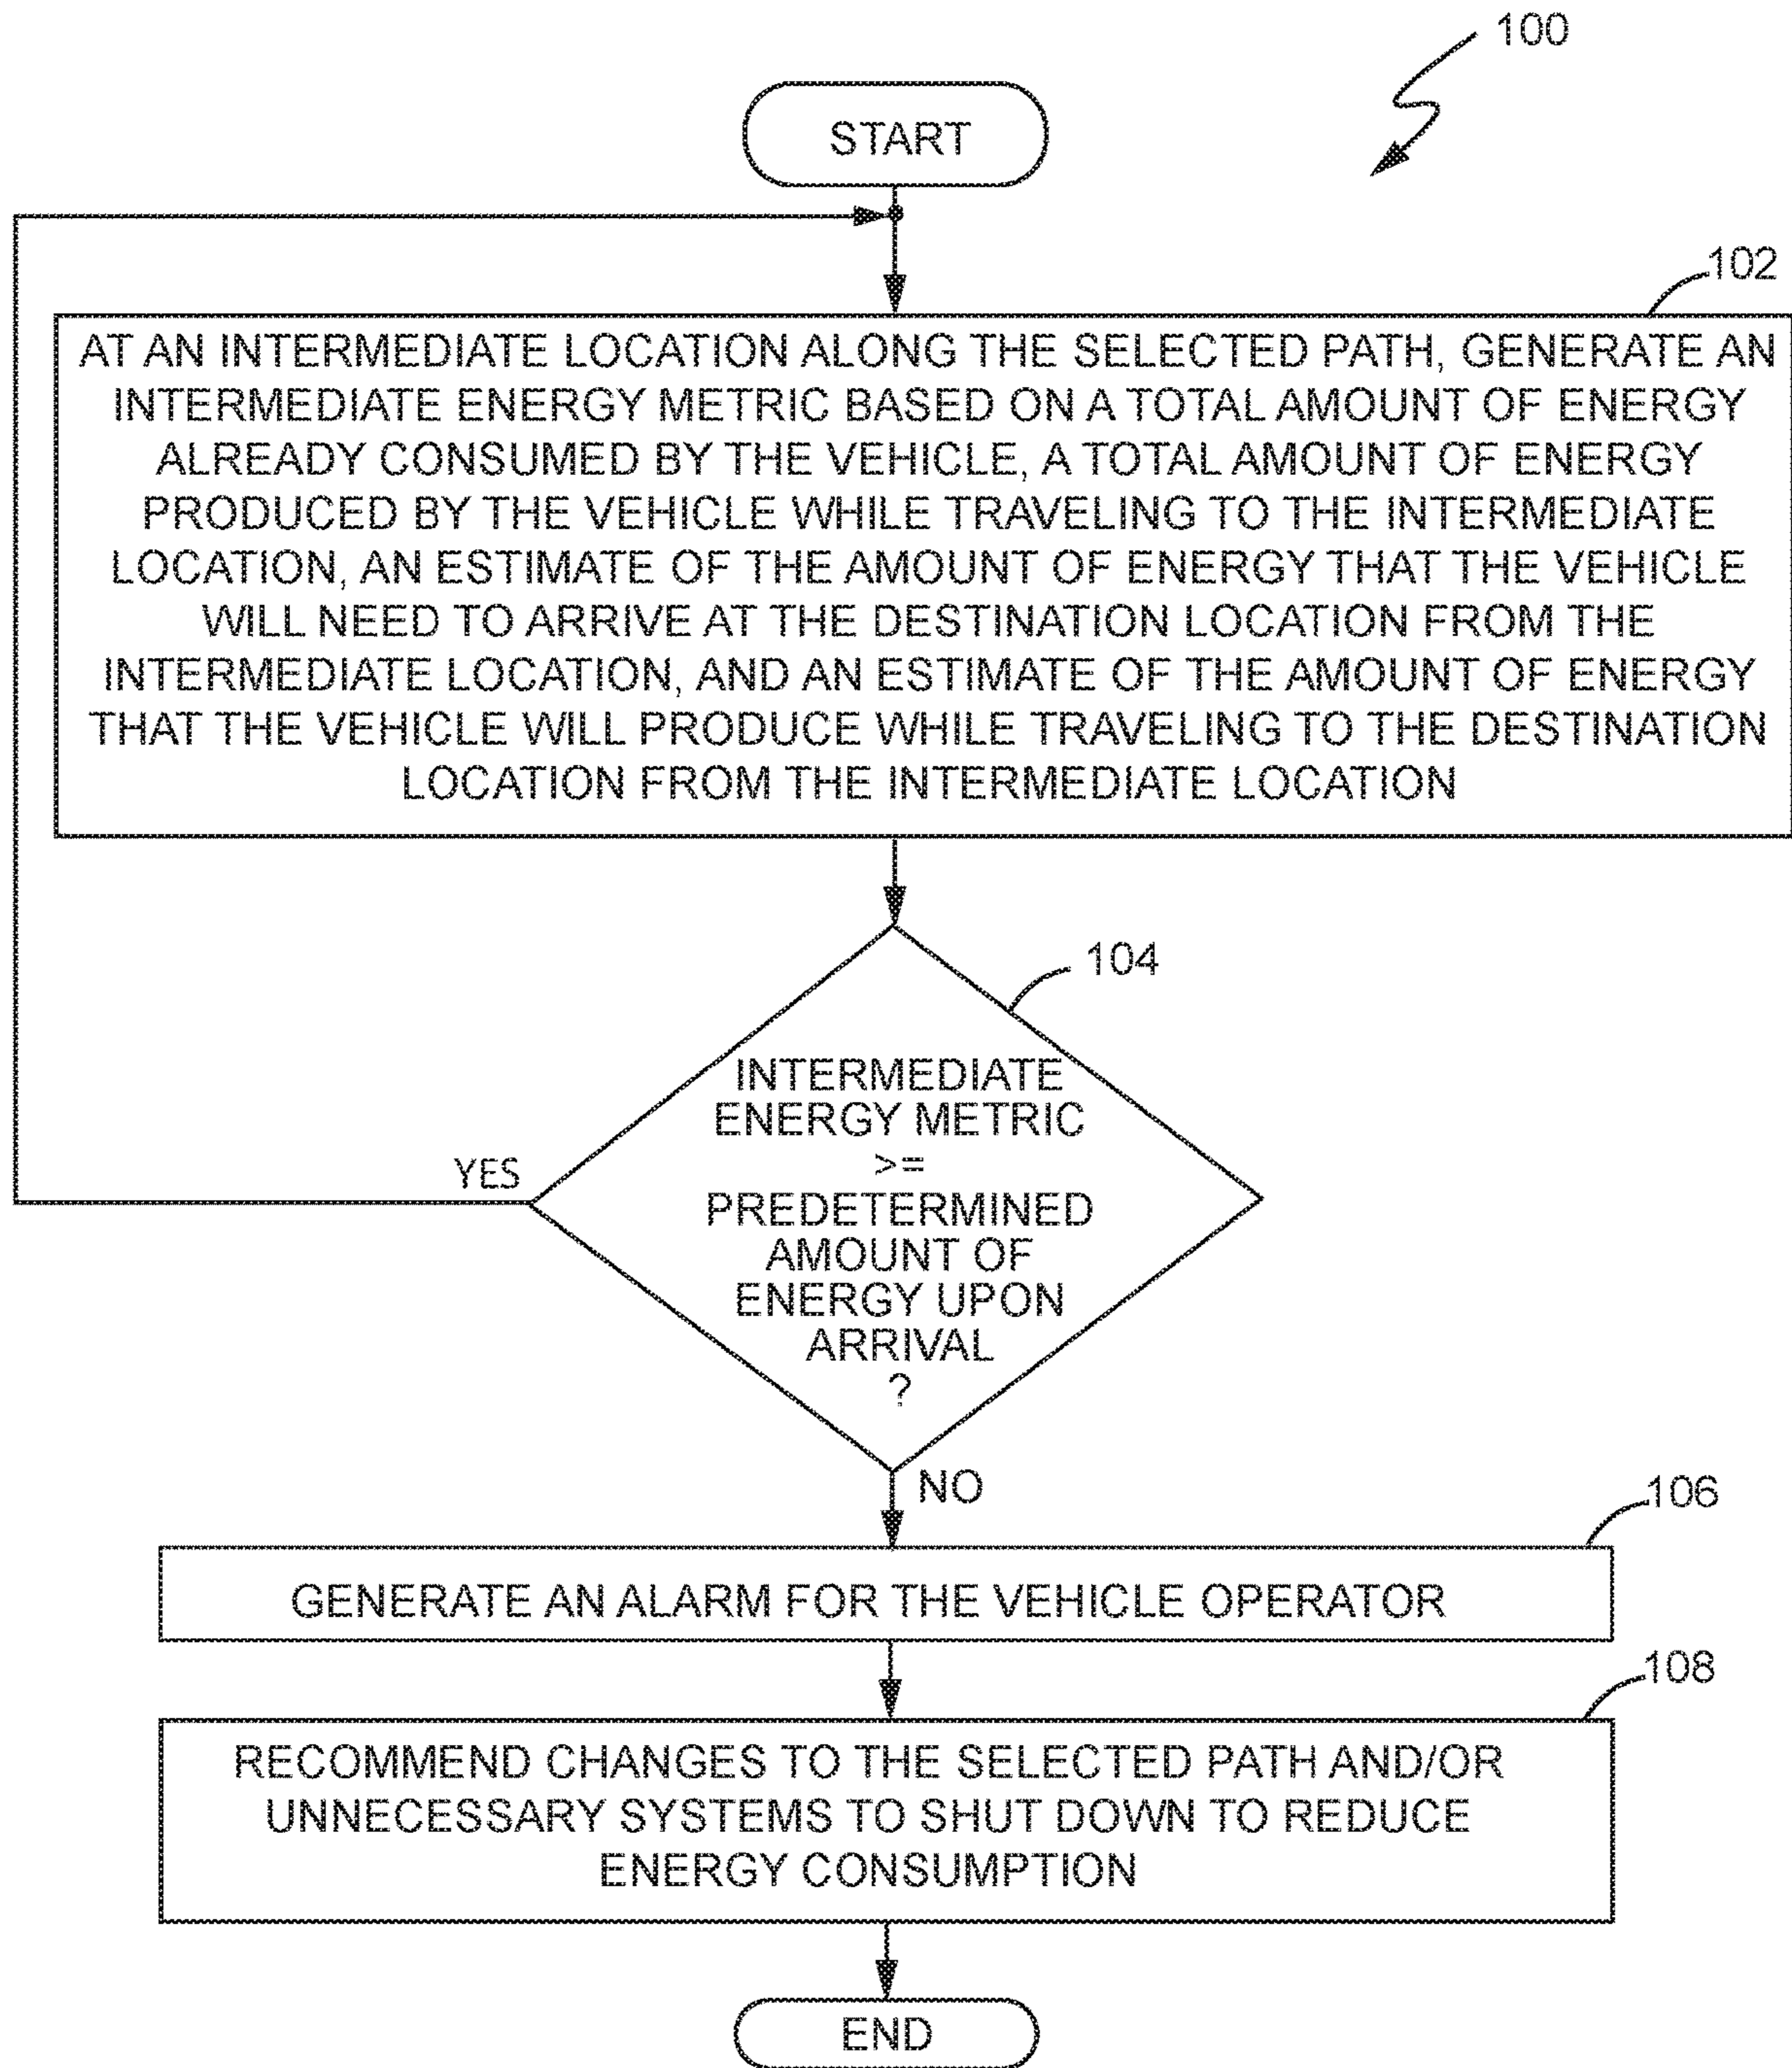 100
START
102
AT AN INTERMEDIATE LOCATION ALONG THE SELECTED PATH, GENERATE AN
INTERMEDIATE ENERGY METRIC BASED ON A TOTAL AMOUNT OF ENERGY
ALREADY CONSUMED BY THE VEHICLE, A TOTAL AMOUNT OF ENERGY
PRODUCED BY THE VEHICLE WHILE TRAVELING TO THE INTERMEDIATE
LOCATION, AN ESTIMATE OF THE AMOUNT OF ENERGY THAT THE VEHICLE
WILL NEED TO ARRIVE AT THE DESTINATION LOCATION FROM THE
INTERMEDIATE LOCATION, AND AN ESTIMATE OF THE AMOUNT OF ENERGY
THAT THE VEHICLE WILL PRODUCE WHILE TRAVELING TO THE DESTINATION
LOCATION FROM THE INTERMEDIATE LOCATION
104
INTERMEDIATE
ENERGY METRIC
>=
PREDETERMINED
AMOUNT OF
ENERGY UPON
ARRIVAL
?
YES
NO
106
GENERATE AN ALARM FOR THE VEHICLE OPERATOR
108
RECOMMEND CHANGES TO THE SELECTED PATH AND/OR
UNNECESSARY SYSTEMS TO SHUT DOWN TO REDUCE
ENERGY CONSUMPTION
END